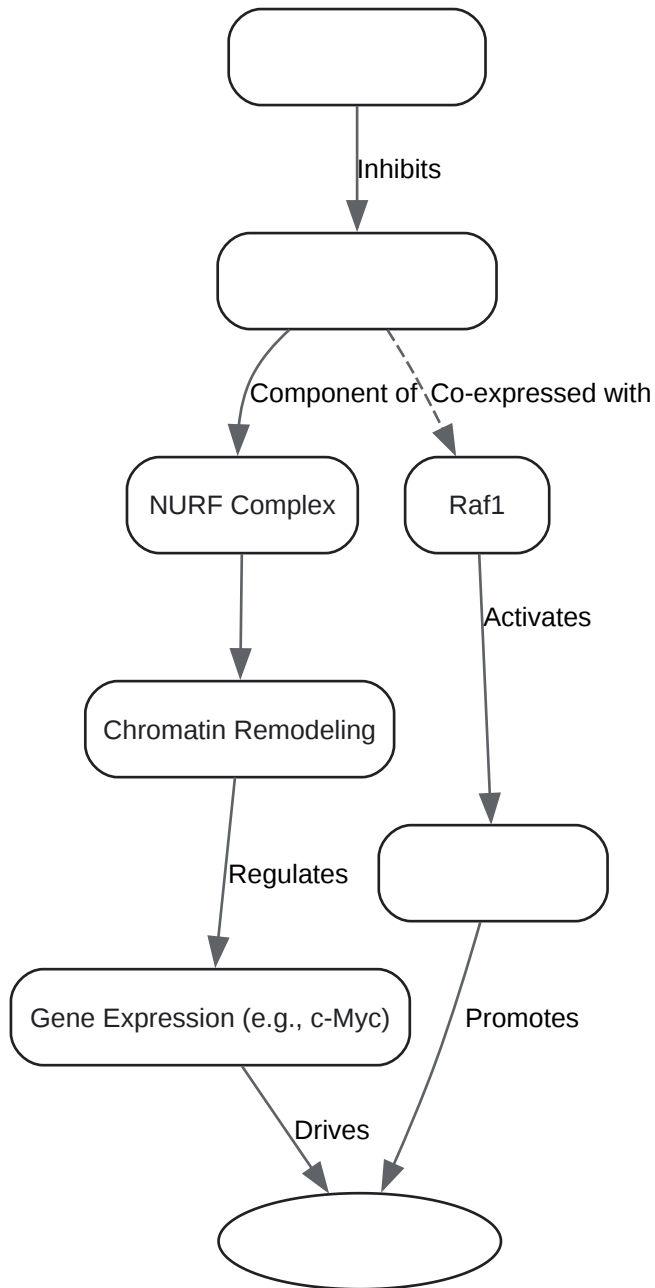 Inhibits
Component of
Co-expressed with
NURF Complex
Raf1
Activates
Chromatin Remodeling
Regulates
Gene Expression (e.g., c-Myc)
Promotes
Drives